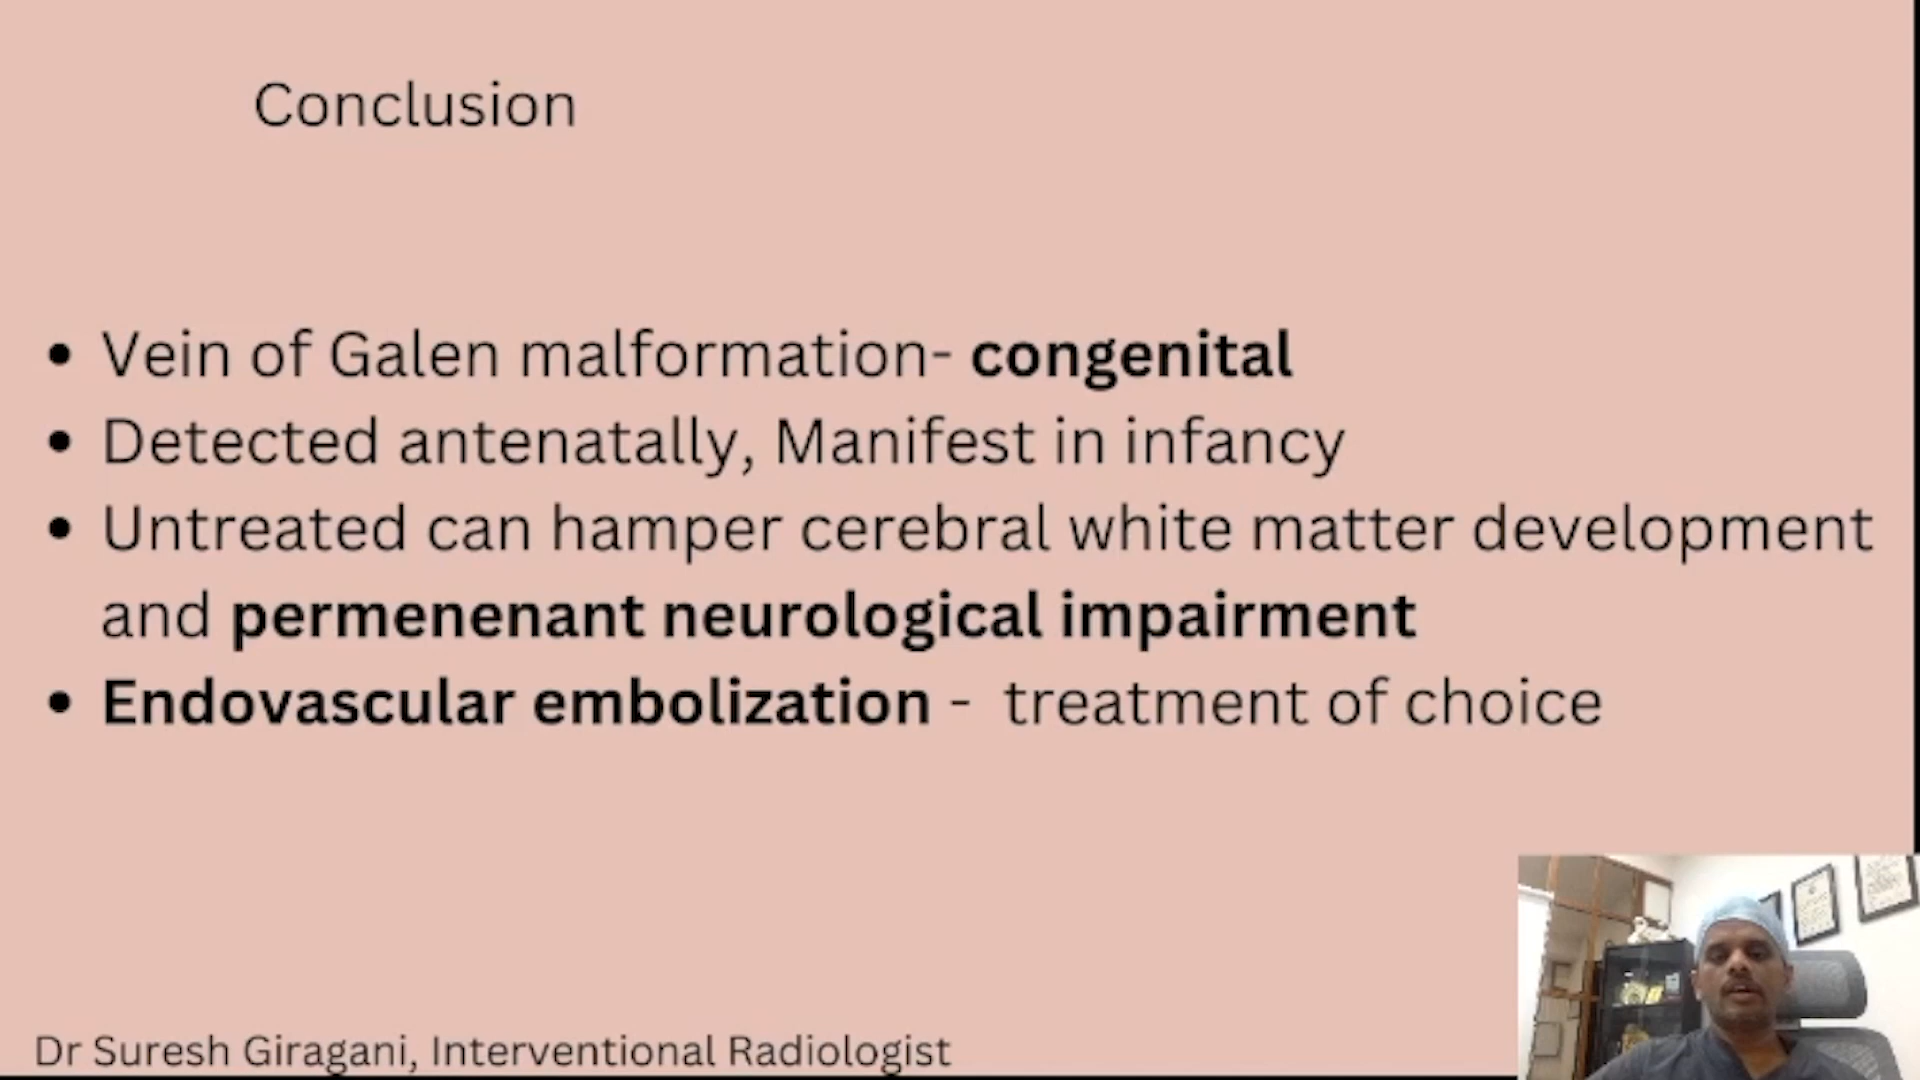 Conclusion
• Vein of Galen malformation- congenital
• Detected antenatally, Manifest in infancy
• Untreated can hamper cerebral white matter development
and permenenant neurological impairment
• Endovascular embolization - treatment of choice
Dr Suresh Giragani, Interventional Radiologist